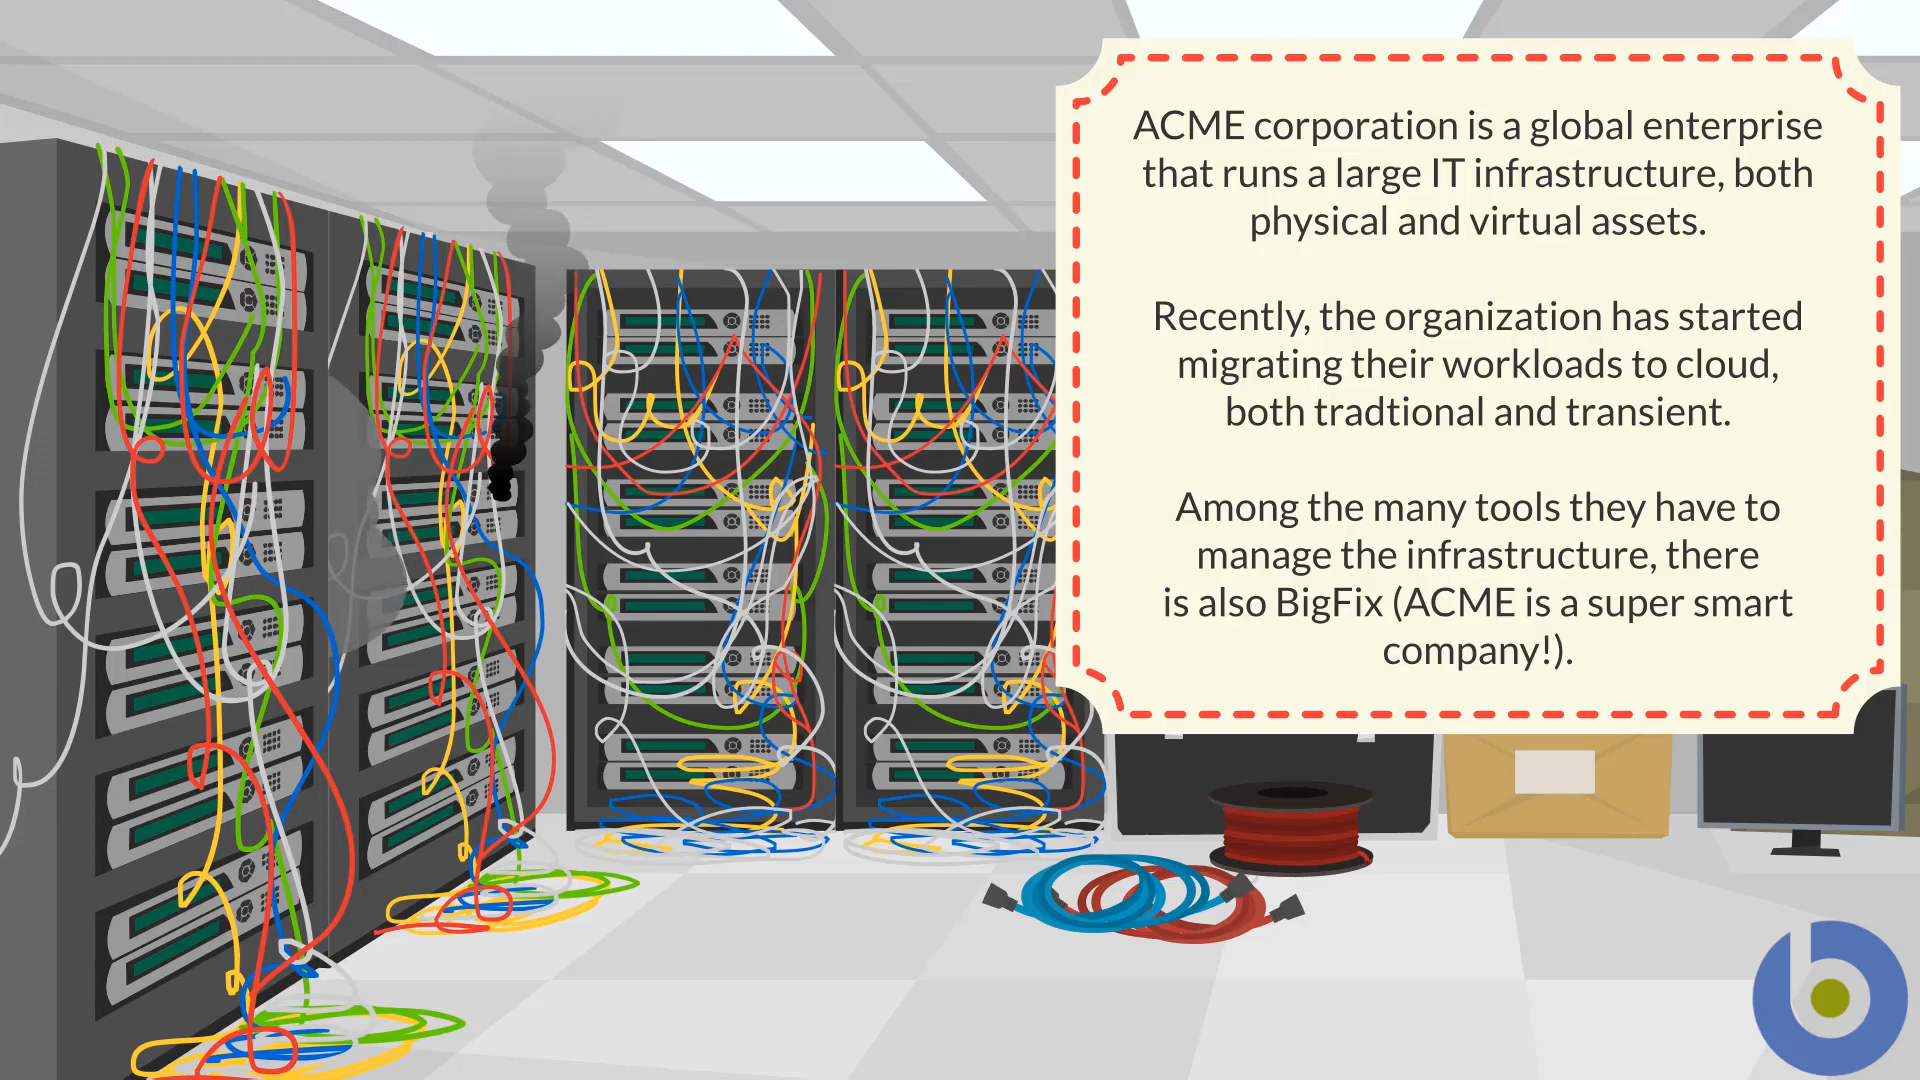 ACME corporation is a global enterprise
that runs a large IT infrastructure, both
physical and virtual assets.
Recently, the organization has started
migrating their workloads to cloud,
both tradtional and transient.
Among the many tools they have to
manage the infrastructure, there
is also BigFix (ACME is a super smart
company!).
b